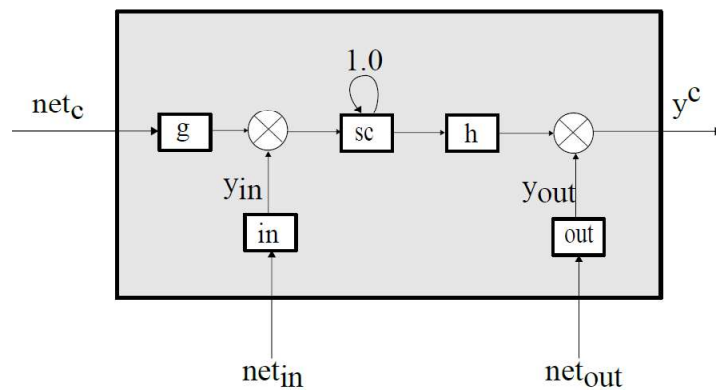 1.0
net_c
y^c
g
sc
h
y_in
y_out
in
out
net_in
net_out